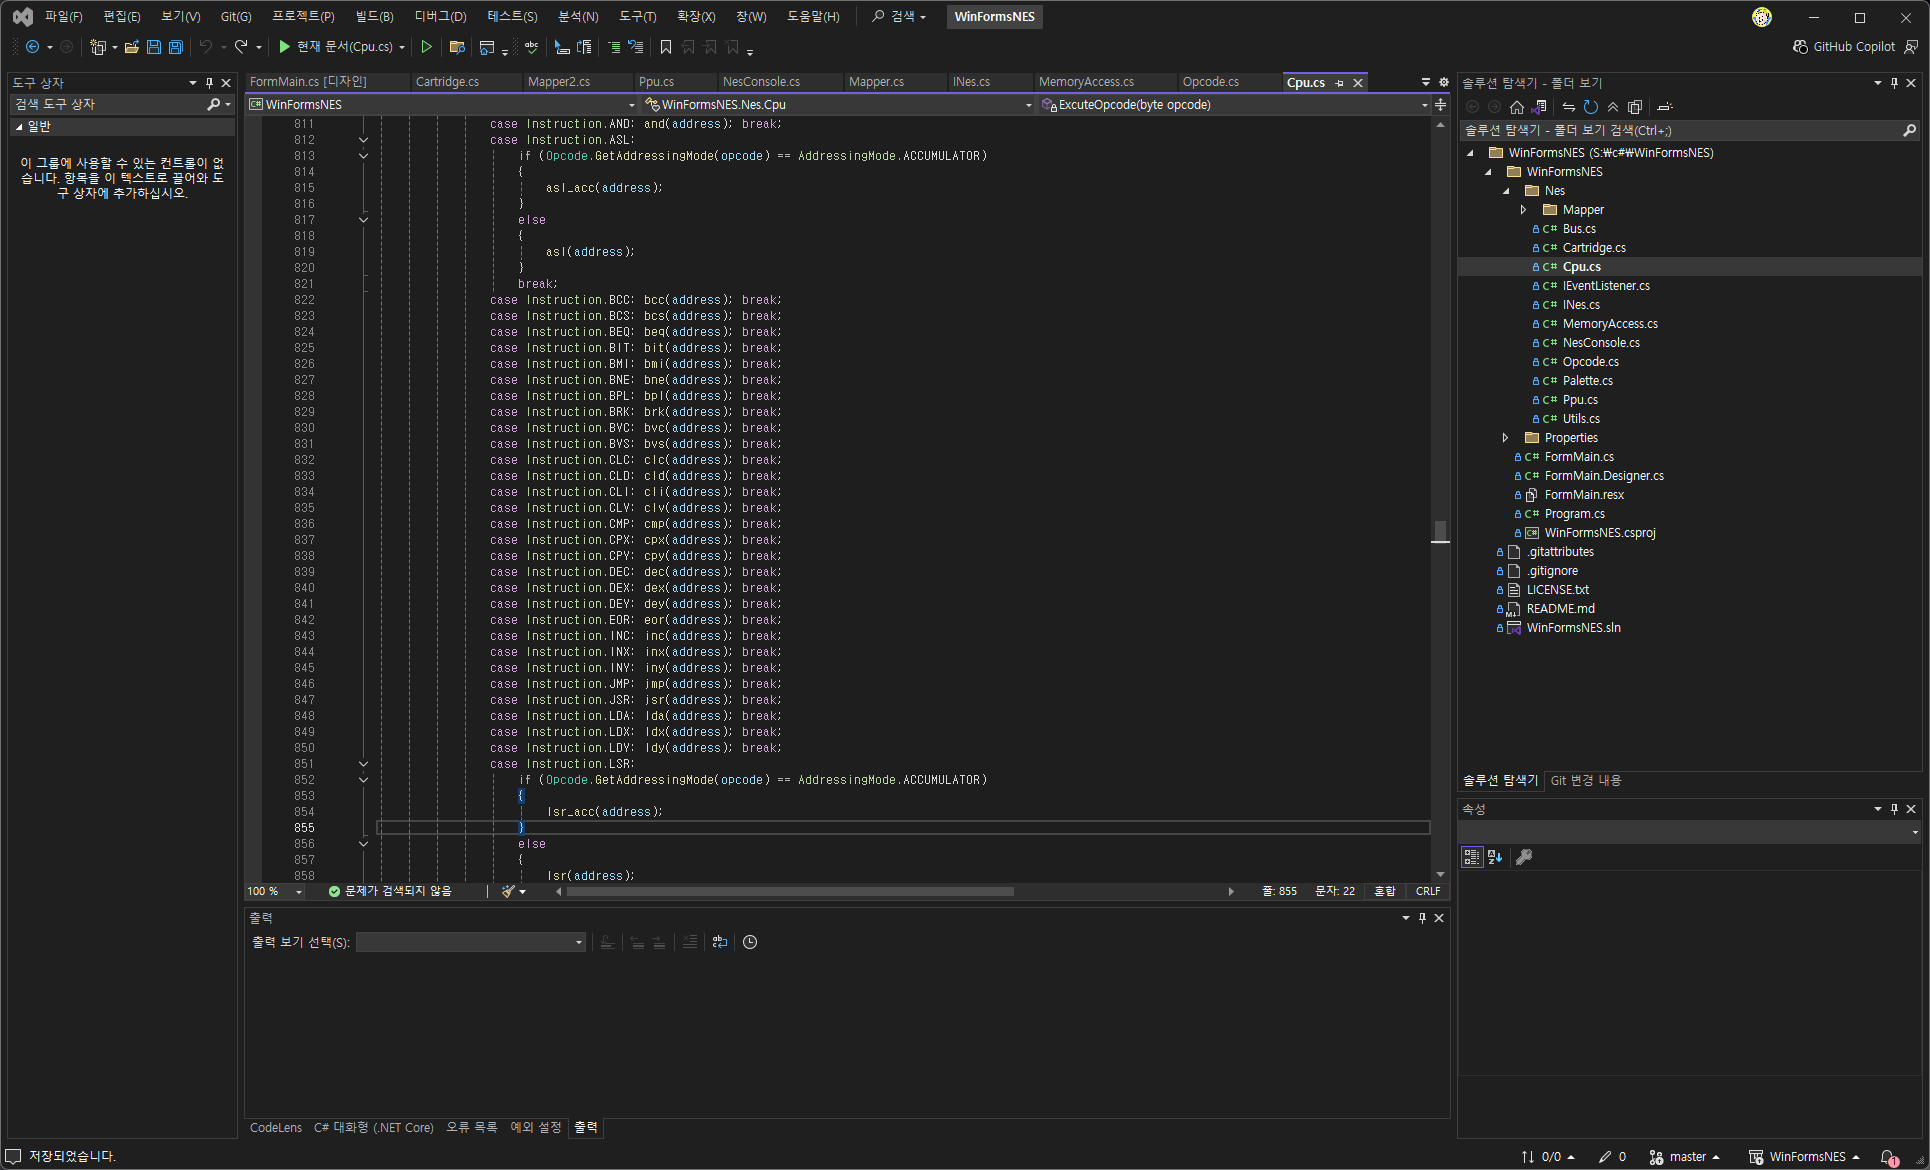 파일(F) 편집(E) 보기(V) Git(G) 프로젝트(P) 빌드(B) 디버그(D) 테스트(S) 분석(N) 도구(T) 확장(X) 창(W) 도움말(H) 검색 WinFormsNES
현재 문서(Cpu.cs) GitHub Copilot
도구 상자
검색 도구 상자
일반
이 그룹에 사용할 수 있는 컨트롤이 없
습니다. 항목을 이 텍스트로 끌어와 도
구 상자에 추가하십시오.
FormMain.cs [디자인] Cartridge.cs Mapper2.cs Ppu.cs NesConsole.cs Mapper.cs INes.cs MemoryAccess.cs Opcode.cs Cpu.cs
WinFormsNES WinFormsNES.Nes.Cpu ExcuteOpcode(byte opcode)
811 case Instruction.AND: and(address); break;
812 case Instruction.ASL:
813 if (Opcode.GetAddressingMode(opcode) == AddressingMode.ACCUMULATOR)
814 {
815 asl_acc(address);
816 }
817 else
818 {
819 asl(address);
820 }
821 break;
822 case Instruction.BCC: bcc(address); break;
823 case Instruction.BCS: bcs(address); break;
824 case Instruction.BEQ: beq(address); break;
825 case Instruction.BIT: bit(address); break;
826 case Instruction.BMI: bmi(address); break;
827 case Instruction.BNE: bne(address); break;
828 case Instruction.BPL: bpl(address); break;
829 case Instruction.BRK: brk(address); break;
830 case Instruction.BVC: bvc(address); break;
831 case Instruction.BVS: bvs(address); break;
832 case Instruction.CLC: clc(address); break;
833 case Instruction.CLD: cld(address); break;
834 case Instruction.CLI: cli(address); break;
835 case Instruction.CLV: clv(address); break;
836 case Instruction.CMP: cmp(address); break;
837 case Instruction.CPX: cpx(address); break;
838 case Instruction.CPY: cpy(address); break;
839 case Instruction.DEC: dec(address); break;
840 case Instruction.DEX: dex(address); break;
841 case Instruction.DEY: dey(address); break;
842 case Instruction.EOR: eor(address); break;
843 case Instruction.INC: inc(address); break;
844 case Instruction.INX: inx(address); break;
845 case Instruction.INY: iny(address); break;
846 case Instruction.JMP: jmp(address); break;
847 case Instruction.JSR: jsr(address); break;
848 case Instruction.LDA: lda(address); break;
849 case Instruction.LDX: ldx(address); break;
850 case Instruction.LDY: ldy(address); break;
851 case Instruction.LSR:
852 if (Opcode.GetAddressingMode(opcode) == AddressingMode.ACCUMULATOR)
853 {
854 lsr_acc(address);
855 }
856 else
857 {
858 lsr(address);
100 % 문제가 검색되지 않음 줄: 855 문자: 22 혼합 CRLF
출력
출력 보기 선택(S):
CodeLens C# 대화형 (.NET Core) 오류 목록 예외 설정 출력
솔루션 탐색기 - 폴더 보기
솔루션 탐색기 - 폴더 보기 검색(Ctrl+;)
WinFormsNES (S:₩c#₩WinFormsNES)
WinFormsNES
Nes
Mapper
C# Bus.cs
C# Cartridge.cs
C# Cpu.cs
C# IEventListener.cs
C# INes.cs
C# MemoryAccess.cs
C# NesConsole.cs
C# Opcode.cs
C# Palette.cs
C# Ppu.cs
C# Utils.cs
Properties
C# FormMain.cs
C# FormMain.Designer.cs
FormMain.resx
C# Program.cs
C# WinFormsNES.csproj
.gitattributes
.gitignore
LICENSE.txt
README.md
WinFormsNES.sln
솔루션 탐색기 Git 변경 내용
속성
저장되었습니다. 0/0 0 master WinFormsNES 1